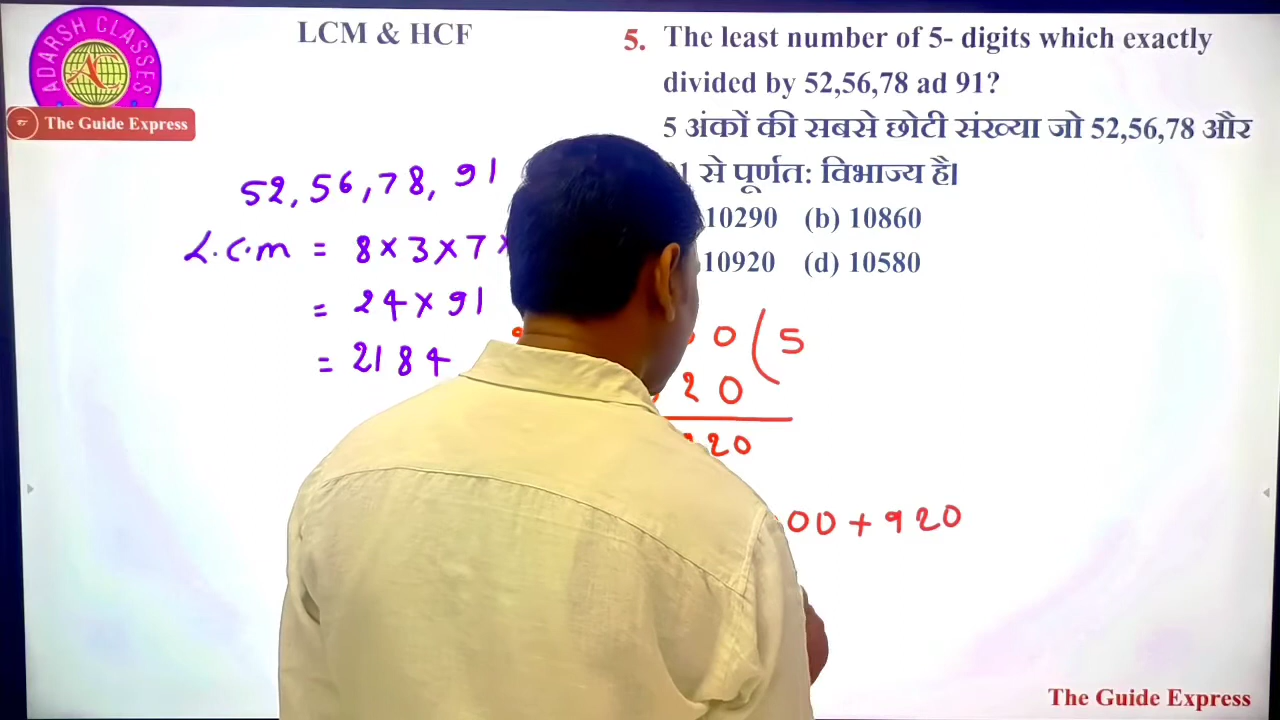 ADARSH CLASSES
The Guide Express
LCM & HCF
5. The least number of 5- digits which exactly
divided by 52,56,78 ad 91?
5 अंकों की सबसे छोटी संख्या जो 52,56,78 और
से पूर्णत: विभाज्य है।
10290 (b) 10860
10920 (d) 10580
52, 56, 78, 91
L.C.M = 8 × 3 × 7 ×
= 24 × 91
= 2184
0 ( 5
20
20
00 + 920
The Guide Express